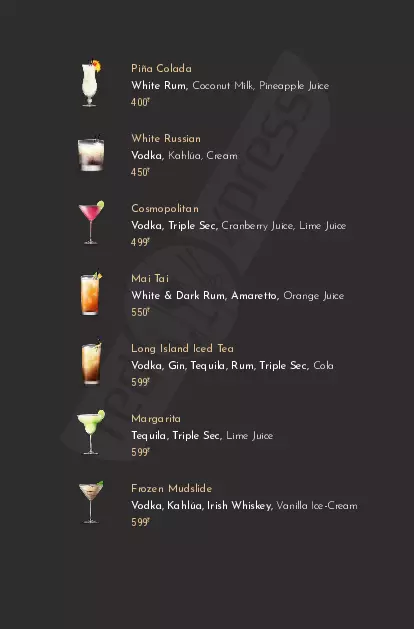 Piña Colada
White Rum, Coconut Milk, Pineapple Juice
400₹
White Russian
Vodka, Kahlúa, Cream
450₹
Cosmopolitan
Vodka, Triple Sec, Cranberry Juice, Lime Juice
499₹
Mai Tai
White & Dark Rum, Amaretto, Orange Juice
550₹
Long Island Iced Tea
Vodka, Gin, Tequila, Rum, Triple Sec, Cola
599₹
Margarita
Tequila, Triple Sec, Lime Juice
599₹
Frozen Mudslide
Vodka, Kahlúa, Irish Whiskey, Vanilla Ice-Cream
599₹